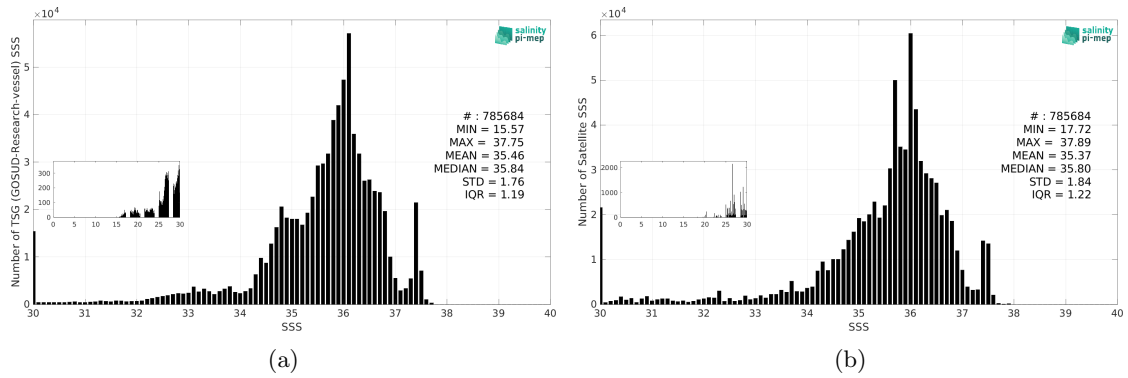 ×10⁴
salinity
pi-mep
Number of TSG (GOSUD-Research-vessel) SSS
5
4
3
2
1
0
# : 785684
MIN = 15.57
MAX = 37.75
MEAN = 35.46
MEDIAN = 35.84
STD = 1.76
IQR = 1.19
300
200
100
0
0 5 10 15 20 25 30
30 31 32 33 34 35 36 37 38 39 40
SSS
(a)
×10⁴
salinity
pi-mep
Number of Satellite SSS
6
5
4
3
2
1
0
# : 785684
MIN = 17.72
MAX = 37.89
MEAN = 35.37
MEDIAN = 35.80
STD = 1.84
IQR = 1.22
2000
1000
0
0 5 10 15 20 25 30
30 31 32 33 34 35 36 37 38 39 40
SSS
(b)